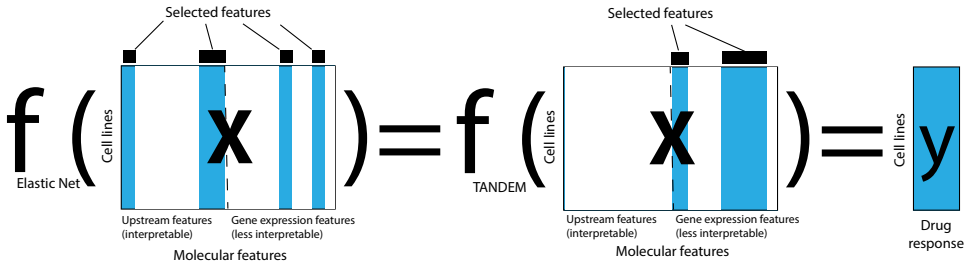 Selected features
Selected features
f ( X ) = f ( X ) = y
Cell lines
Cell lines
Cell lines
Elastic Net
TANDEM
Upstream features
(interpretable)
Gene expression features
(less interpretable)
Molecular features
Upstream features
(interpretable)
Gene expression features
(less interpretable)
Molecular features
Drug
response